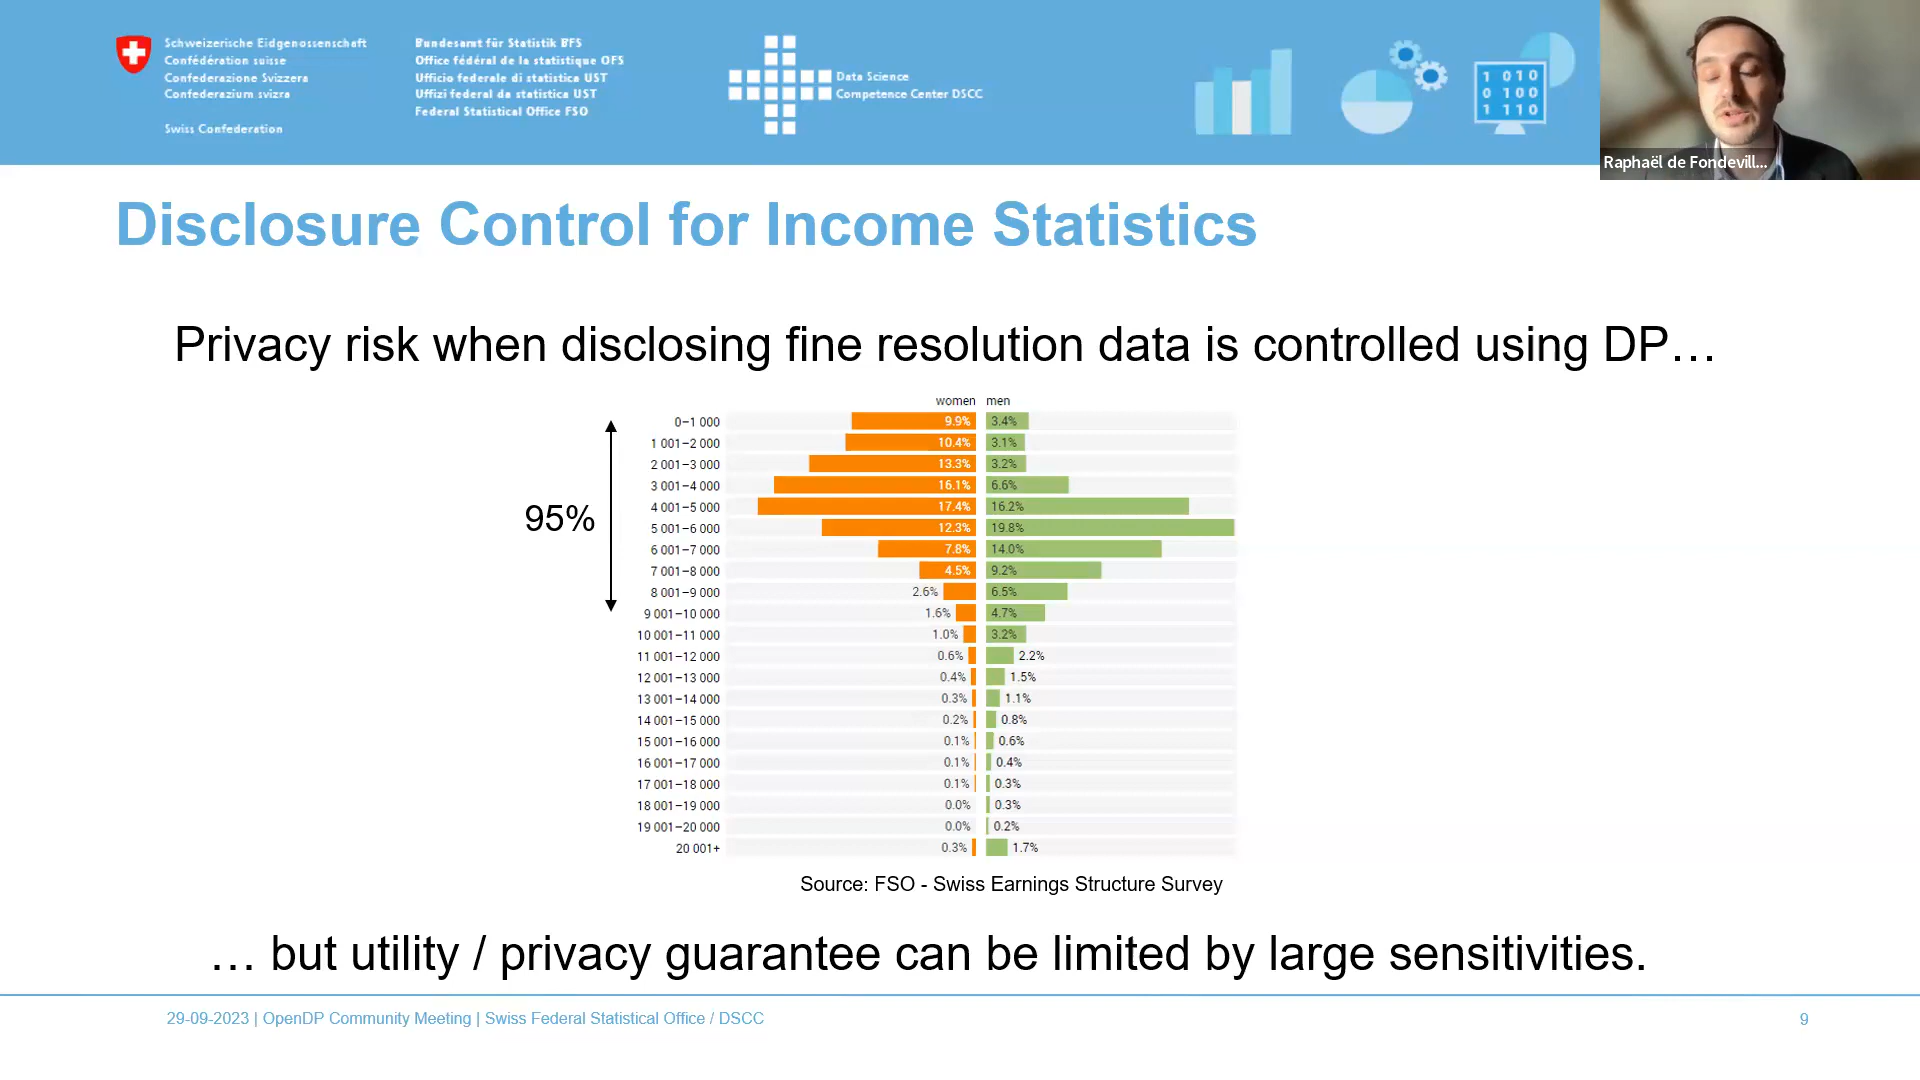 Schweizerische Eidgenossenschaft
Confédération suisse
Confederazione Svizzera
Confederaziun svizra
Swiss Confederation
Bundesamt für Statistik BFS
Office fédéral de la statistique OFS
Ufficio federale di statistica UST
Uffizi federal da statistica UST
Federal Statistical Office FSO
Data Science
Competence Center DSCC
1 010
0 100
1 110
Raphaël de Fondevill...
Disclosure Control for Income Statistics
Privacy risk when disclosing fine resolution data is controlled using DP…
women men
0–1 000 9.9% 3.4%
1 001–2 000 10.4% 3.1%
2 001–3 000 13.3% 3.2%
3 001–4 000 16.1% 6.6%
4 001–5 000 17.4% 16.2%
95%
5 001–6 000 12.3% 19.8%
6 001–7 000 7.8% 14.0%
7 001–8 000 4.5% 9.2%
8 001–9 000 2.6% 6.5%
9 001–10 000 1.6% 4.7%
10 001–11 000 1.0% 3.2%
11 001–12 000 0.6% 2.2%
12 001–13 000 0.4% 1.5%
13 001–14 000 0.3% 1.1%
14 001–15 000 0.2% 0.8%
15 001–16 000 0.1% 0.6%
16 001–17 000 0.1% 0.4%
17 001–18 000 0.1% 0.3%
18 001–19 000 0.0% 0.3%
19 001–20 000 0.0% 0.2%
20 001+ 0.3% 1.7%
Source: FSO - Swiss Earnings Structure Survey
… but utility / privacy guarantee can be limited by large sensitivities.
29-09-2023 | OpenDP Community Meeting | Swiss Federal Statistical Office / DSCC
9